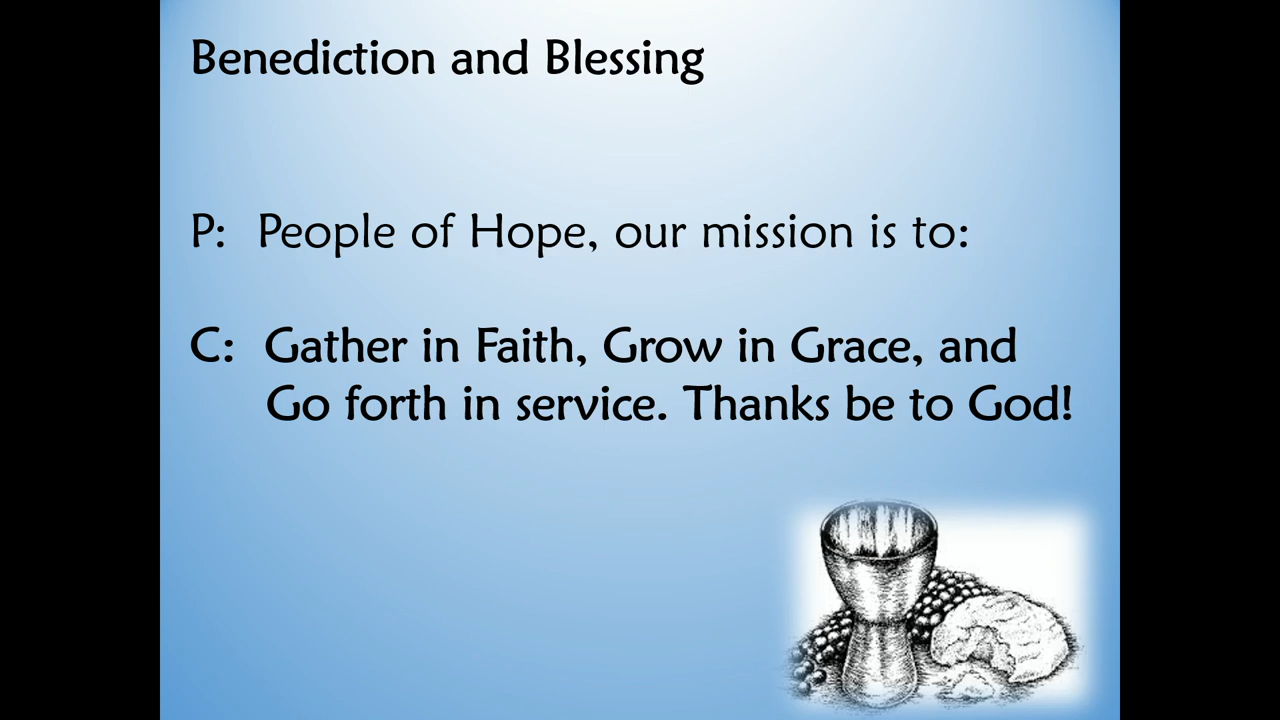 Benediction and Blessing
P: People of Hope, our mission is to:
C: Gather in Faith, Grow in Grace, and
Go forth in service. Thanks be to God!